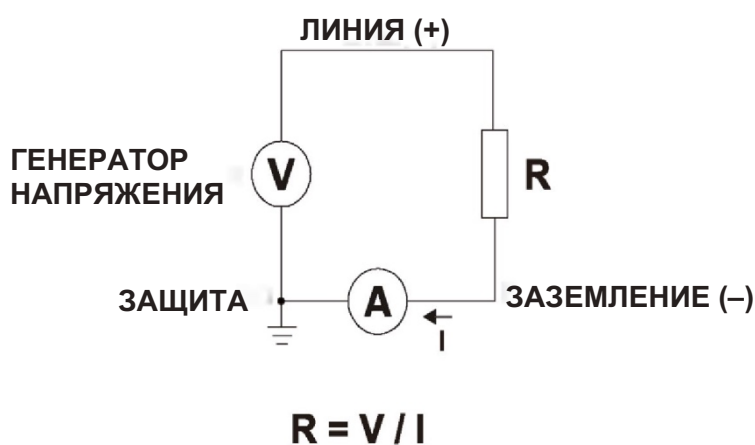 ЛИНИЯ (+)
ГЕНЕРАТОР
НАПРЯЖЕНИЯ
V
R
ЗАЩИТА
A
ЗАЗЕМЛЕНИЕ (–)
I
R = V / I